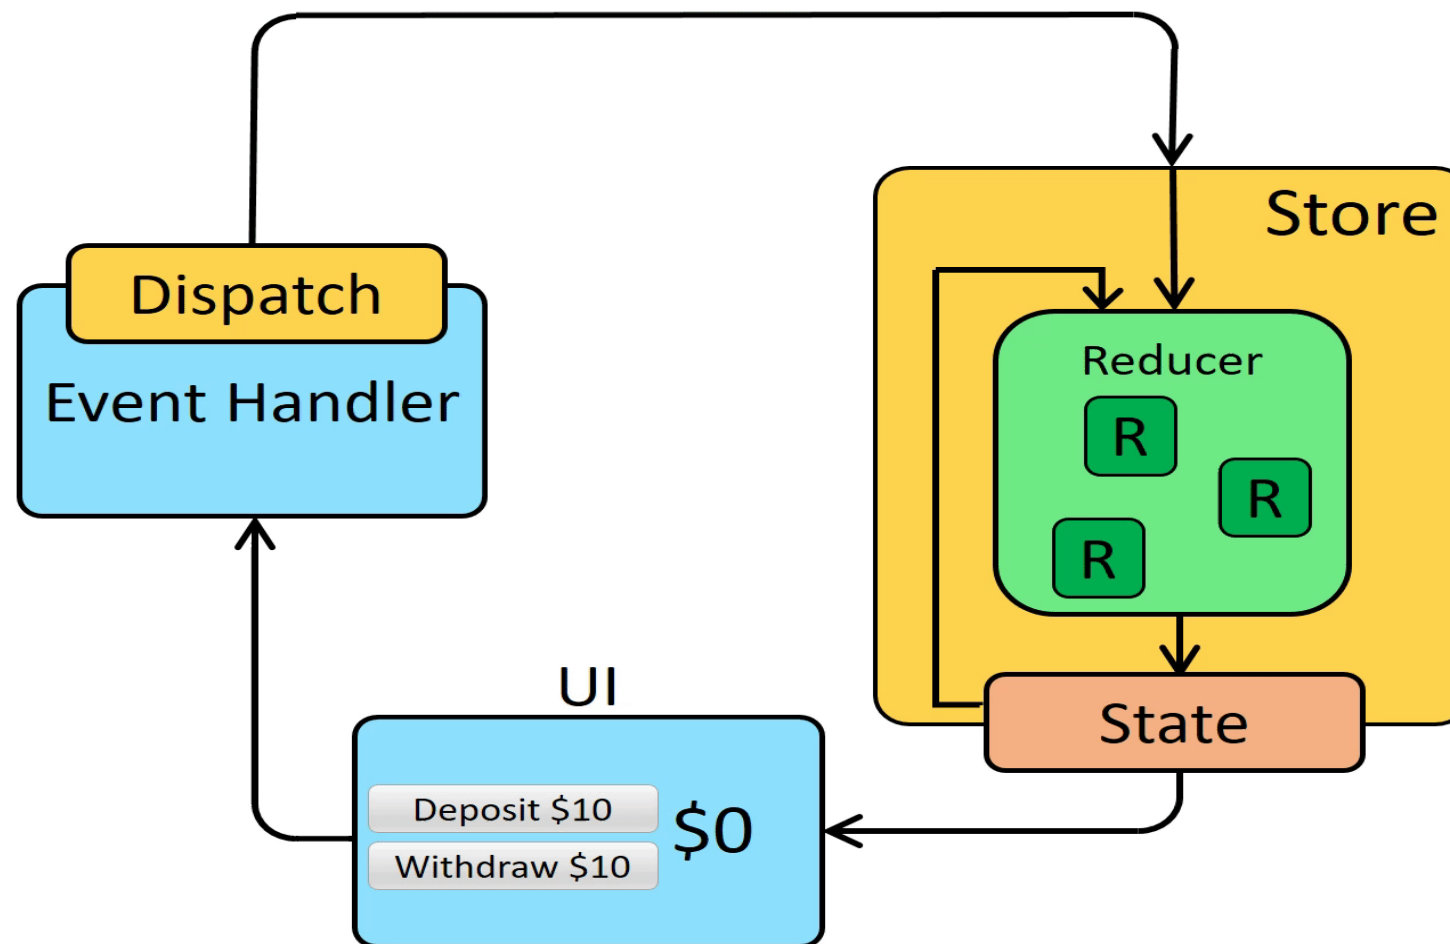 Store
Dispatch
Event Handler
Reducer
R
R
R
State
UI
Deposit $10
$0
Withdraw $10